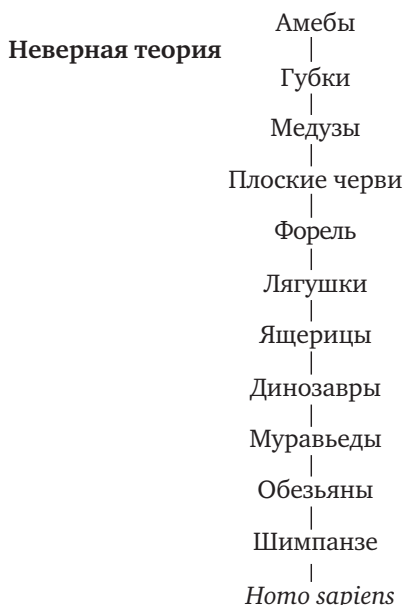 Амебы
Неверная теория
Губки
Медузы
Плоские черви
Форель
Лягушки
Ящерицы
Динозавры
Муравьеды
Обезьяны
Шимпанзе
Homo sapiens